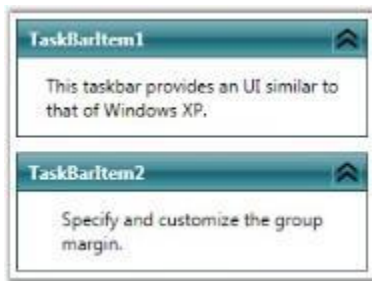 TaskBarItem1
This taskbar provides an UI similar to
that of Windows XP.
TaskBarItem2
Specify and customize the group
margin.